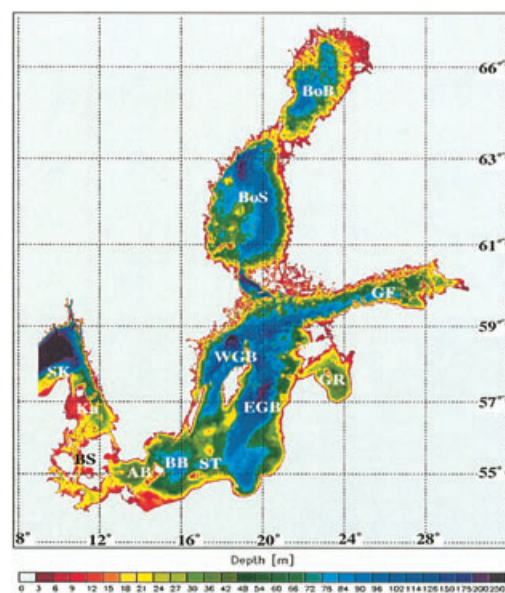 66°
BoB
63°
BoS
61°
GF
59°
WGB
SK
GR
57°
EGB
BS
BB
ST
AB
55°
8° 12° 16° 20° 24° 28°
Depth [m]
0 3 6 9 12 15 18 21 24 27 30 36 42 48 54 60 66 72 78 84 90 96 102 114 126 150 175 200 250